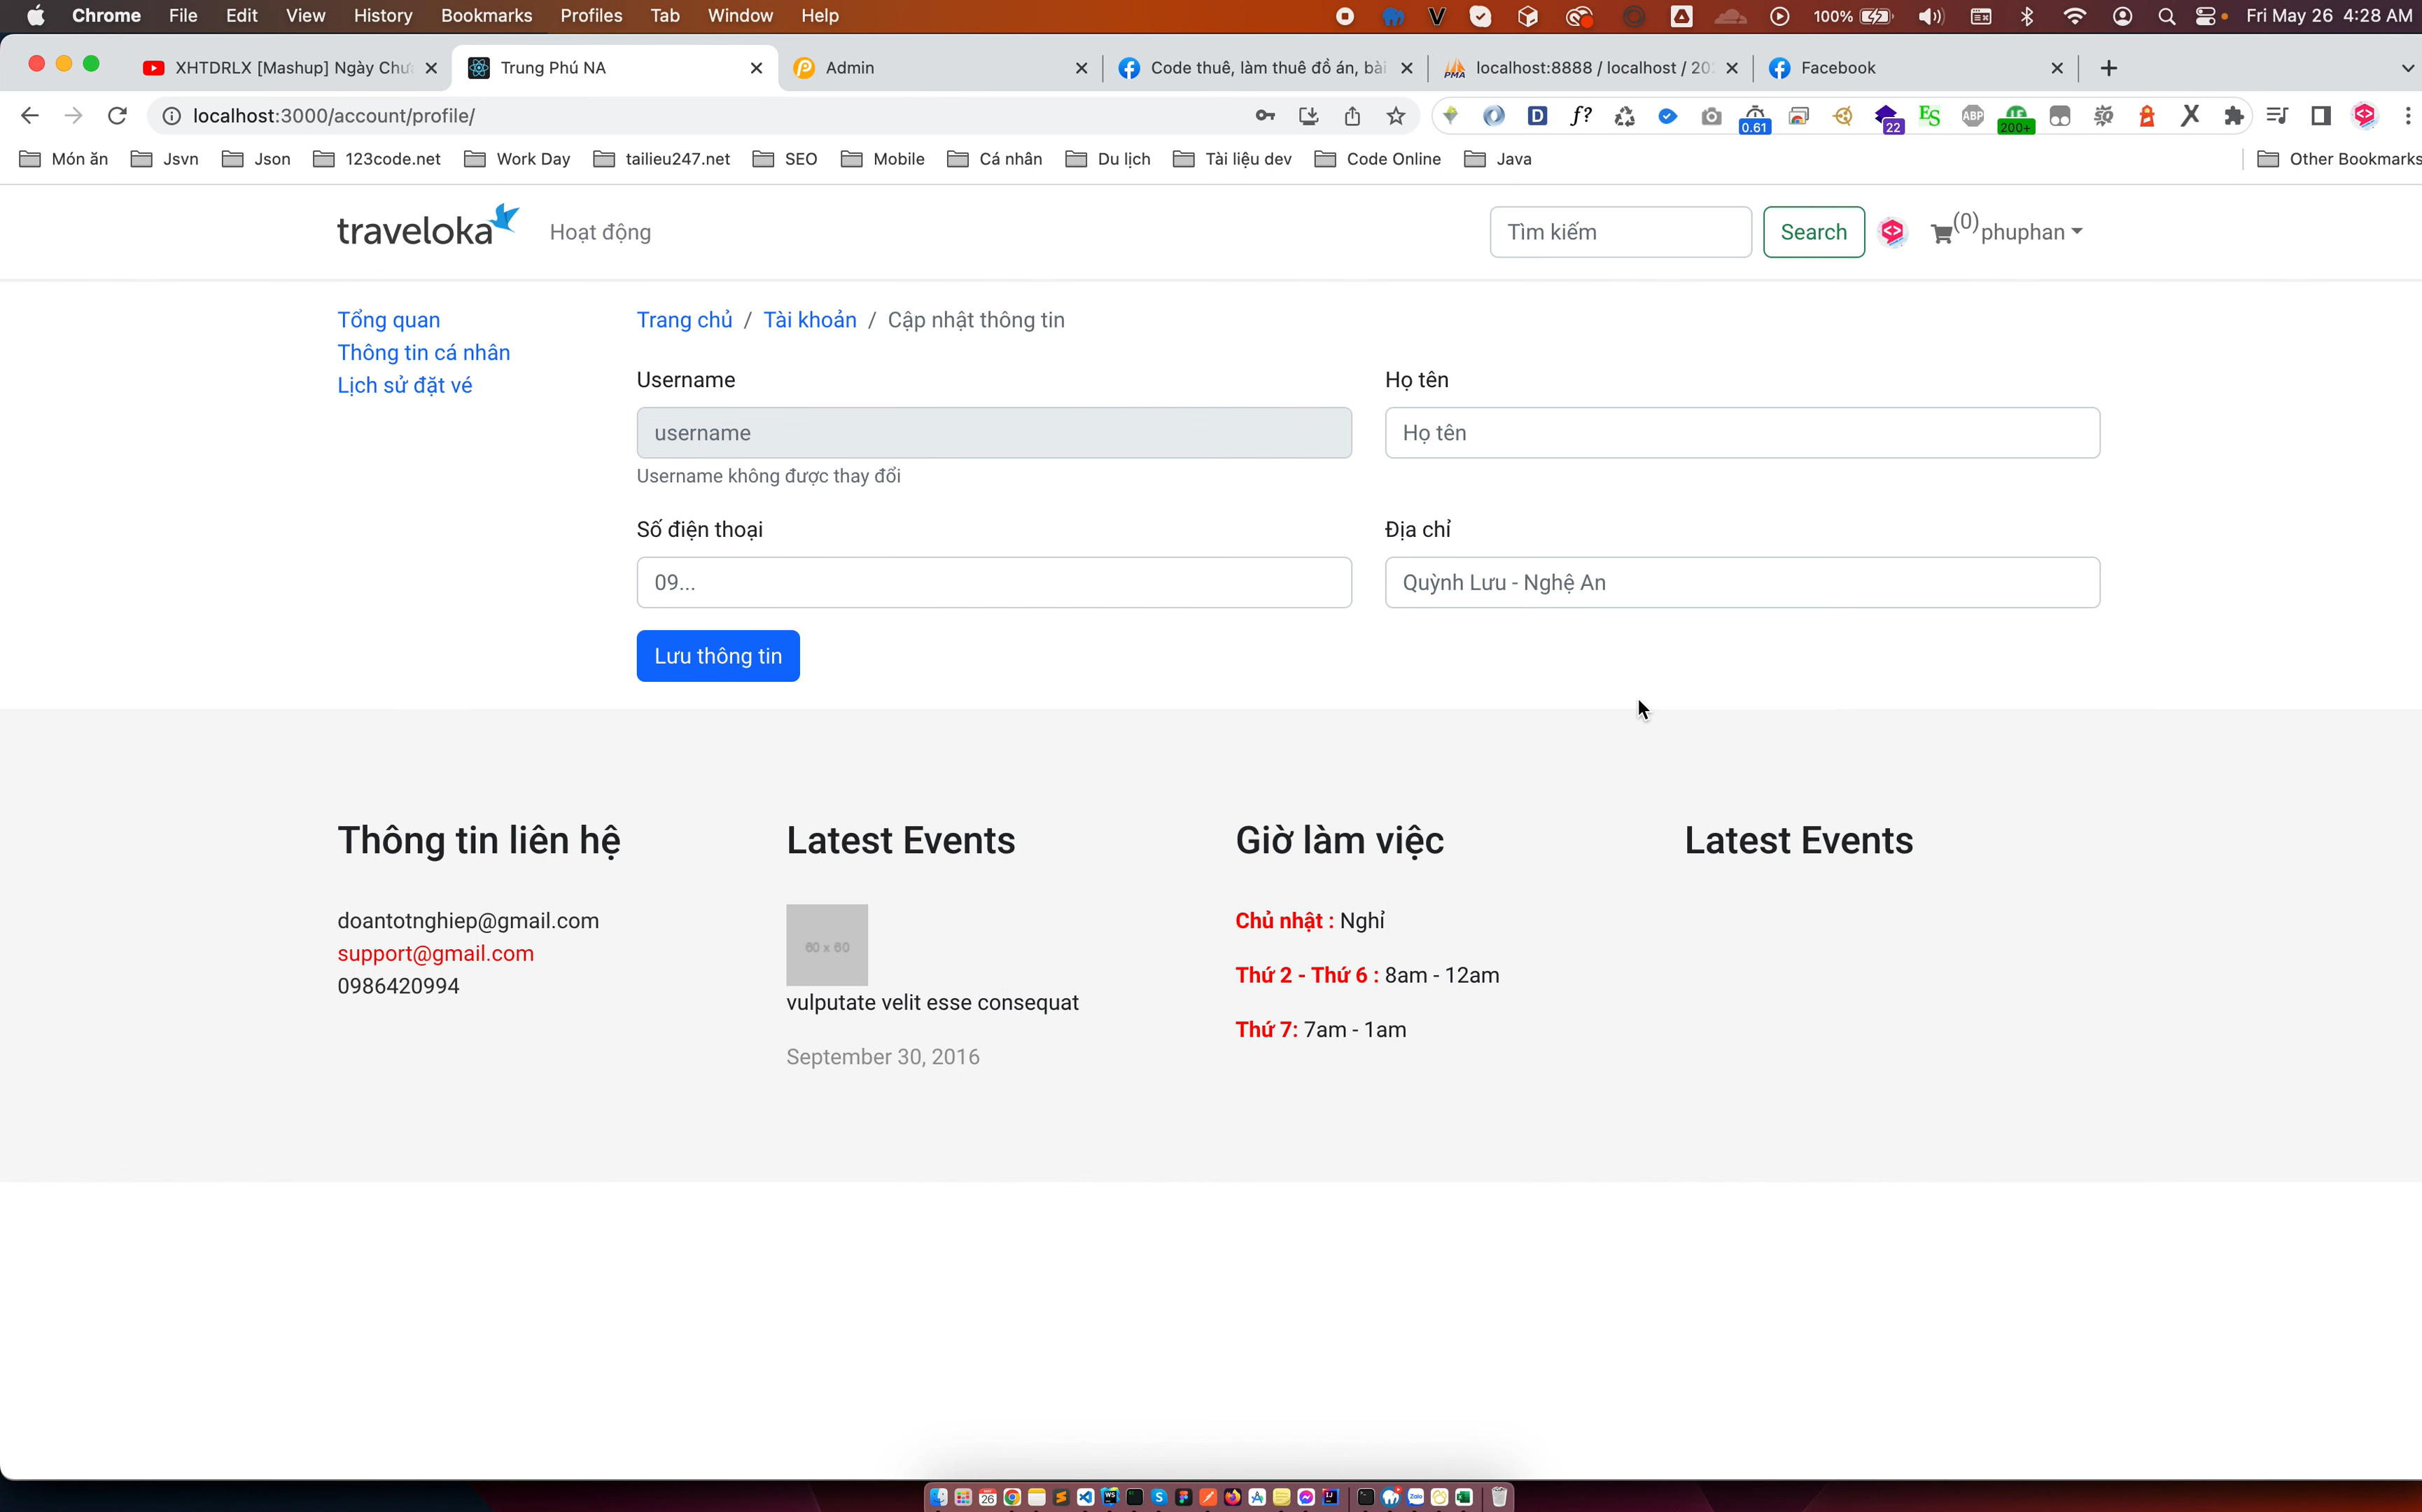 Chrome File Edit View History Bookmarks Profiles Tab Window Help 100% Fri May 26 4:28 AM
XHTDRLX [Mashup] Ngày Chư
Trung Phú NA
Admin
Code thuê, làm thuê đồ án, bài
localhost:8888 / localhost / 20
Facebook
localhost:3000/account/profile/
0.61 22 ABP 200+
Món ăn Jsvn Json 123code.net Work Day tailieu247.net SEO Mobile Cá nhân Du lịch Tài liệu dev Code Online Java Other Bookmarks
traveloka Hoạt động Tìm kiếm Search (0) phuphan
Tổng quan
Thông tin cá nhân
Lịch sử đặt vé
Trang chủ / Tài khoản / Cập nhật thông tin
Username
username
Username không được thay đổi
Họ tên
Họ tên
Số điện thoại
09...
Địa chỉ
Quỳnh Lưu - Nghệ An
Lưu thông tin
Thông tin liên hệ
doantotnghiep@gmail.com
support@gmail.com
0986420994
Latest Events
60 x 60
vulputate velit esse consequat
September 30, 2016
Giờ làm việc
Chủ nhật : Nghỉ
Thứ 2 - Thứ 6 : 8am - 12am
Thứ 7: 7am - 1am
Latest Events